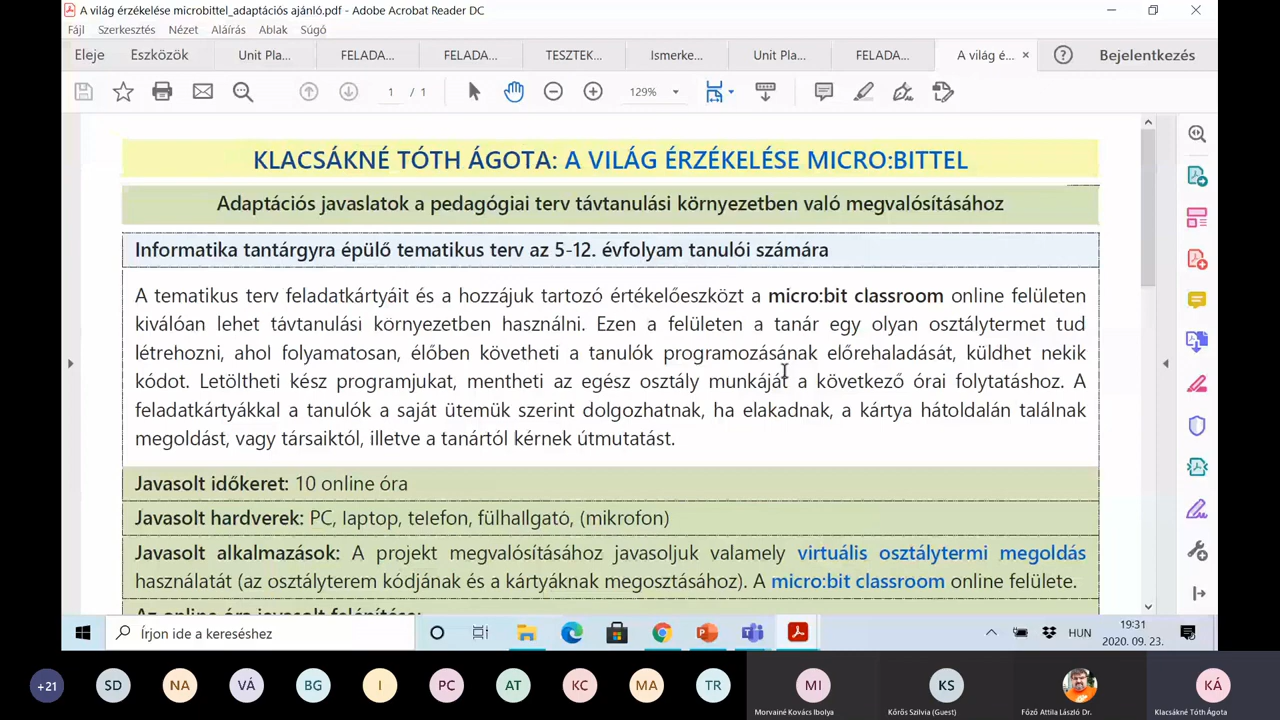 A világ érzékelése microbittel_adaptációs ajánló.pdf - Adobe Acrobat Reader DC
Fájl Szerkesztés Nézet Aláírás Ablak Súgó
Eleje Eszközök Unit Pla... FELADA... FELADA... TESZTEK... Ismerke... Unit Pla... FELADA... A világ é... × Bejelentkezés
1 / 1 129%
KLACSÁKNÉ TÓTH ÁGOTA: A VILÁG ÉRZÉKELÉSE MICRO:BITTEL
Adaptációs javaslatok a pedagógiai terv távtanulási környezetben való megvalósításához
Informatika tantárgyra épülő tematikus terv az 5-12. évfolyam tanulói számára
A tematikus terv feladatkártyáit és a hozzájuk tartozó értékelőeszközt a micro:bit classroom online felületen
kiválóan lehet távtanulási környezetben használni. Ezen a felületen a tanár egy olyan osztálytermet tud
létrehozni, ahol folyamatosan, élőben követheti a tanulók programozásának előrehaladását, küldhet nekik
kódot. Letöltheti kész programjukat, mentheti az egész osztály munkáját a következő órai folytatáshoz. A
feladatkártyákkal a tanulók a saját ütemük szerint dolgozhatnak, ha elakadnak, a kártya hátoldalán találnak
megoldást, vagy társaiktól, illetve a tanártól kérnek útmutatást.
Javasolt időkeret: 10 online óra
Javasolt hardverek: PC, laptop, telefon, fülhallgató, (mikrofon)
Javasolt alkalmazások: A projekt megvalósításához javasoljuk valamely virtuális osztálytermi megoldás
használatát (az osztályterem kódjának és a kártyáknak megosztásához). A micro:bit classroom online felülete.
Az online óra javasolt felépítése:
Írjon ide a kereséshez HUN 19:31
2020. 09. 23.
+21 SD NA VÁ BG I PC AT KC MA TR MI KS KÁ
Morvainé Kovács Ibolya Kőrös Szilvia (Guest) Főző Attila László Dr. Klacsákné Tóth Ágota